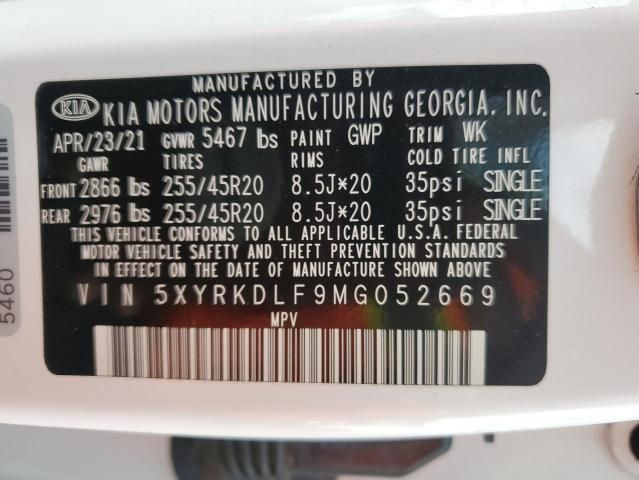 MANUFACTURED BY
KIA KIA MOTORS MANUFACTURING GEORGIA, INC.
APR/23/21 GVWR 5467 lbs PAINT GWP TRIM WK
GAWR TIRES RIMS COLD TIRE INFL
FRONT 2866 lbs 255/45R20 8.5J×20 35psi SINGLE
REAR 2976 lbs 255/45R20 8.5J×20 35psi SINGLE
THIS VEHICLE CONFORMS TO ALL APPLICABLE U.S.A. FEDERAL
MOTOR VEHICLE SAFETY AND THEFT PREVENTION STANDARDS
IN EFFECT ON THE DATE OF MANUFACTURE SHOWN ABOVE.
VIN 5XYRKDLF9MG052669
MPV
5460